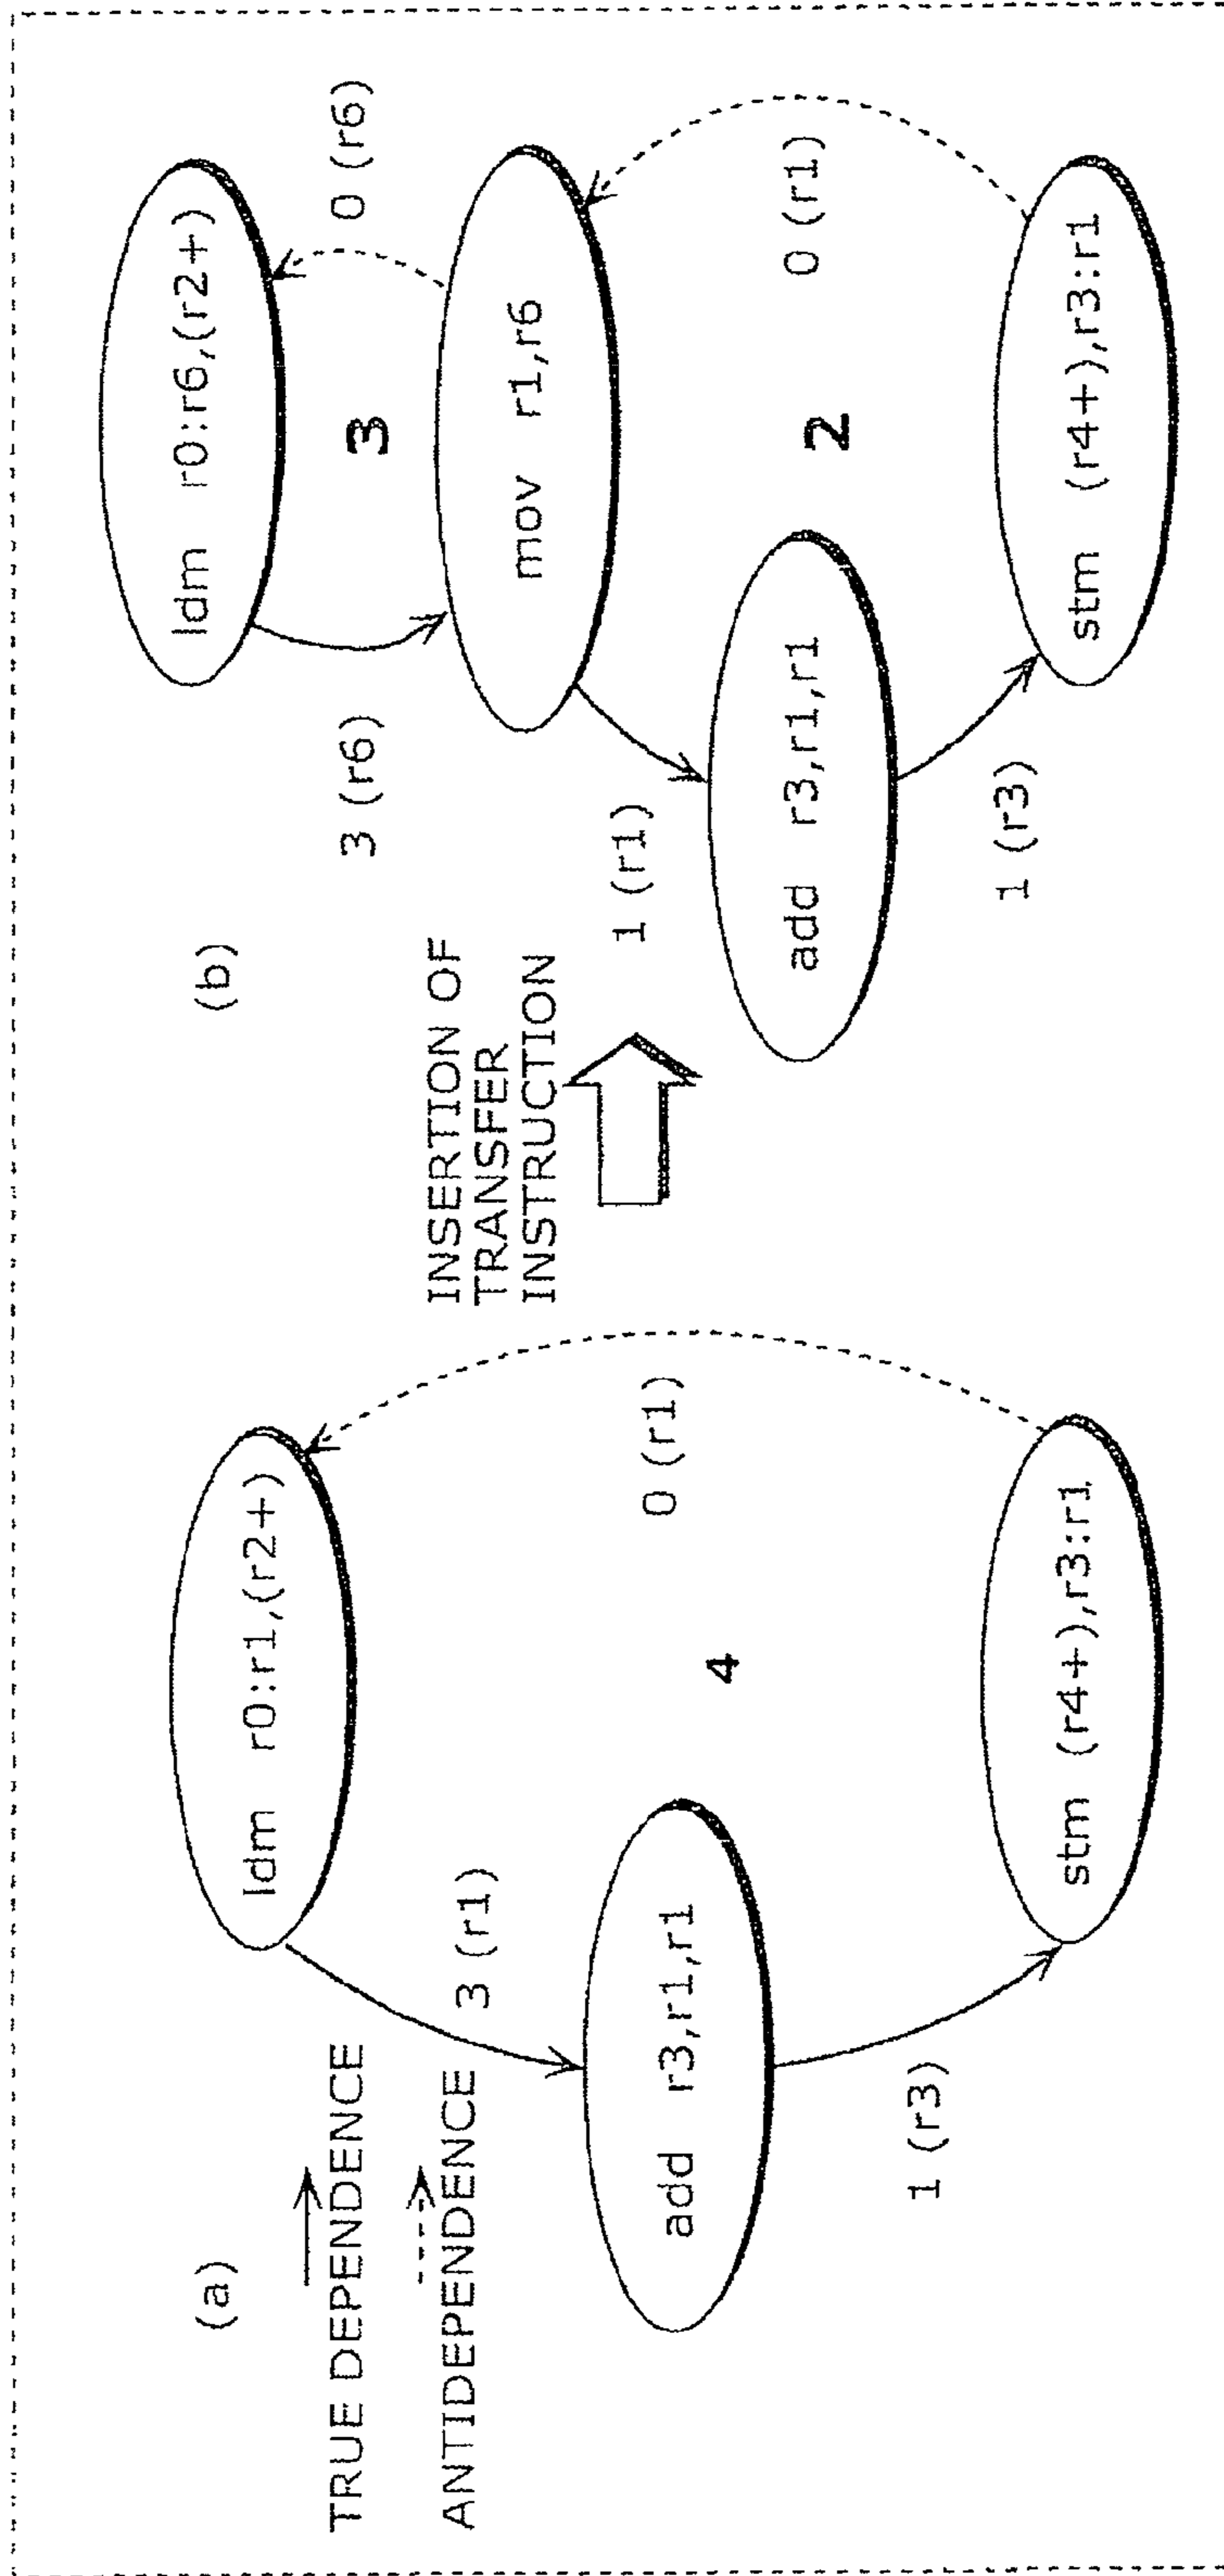 (a)
TRUE DEPENDENCE
ANTIDEPENDENCE
ldm r0:r1,(r2+)
3 (r1)
add r3,r1,r1
4
0 (r1)
1 (r3)
stm (r4+),r3:r1
INSERTION OF
TRANSFER
INSTRUCTION
(b)
ldm r0:r6,(r2+)
3 (r6)
3
0 (r6)
mov r1,r6
1 (r1)
add r3,r1,r1
2
0 (r1)
1 (r3)
stm (r4+),r3::r1